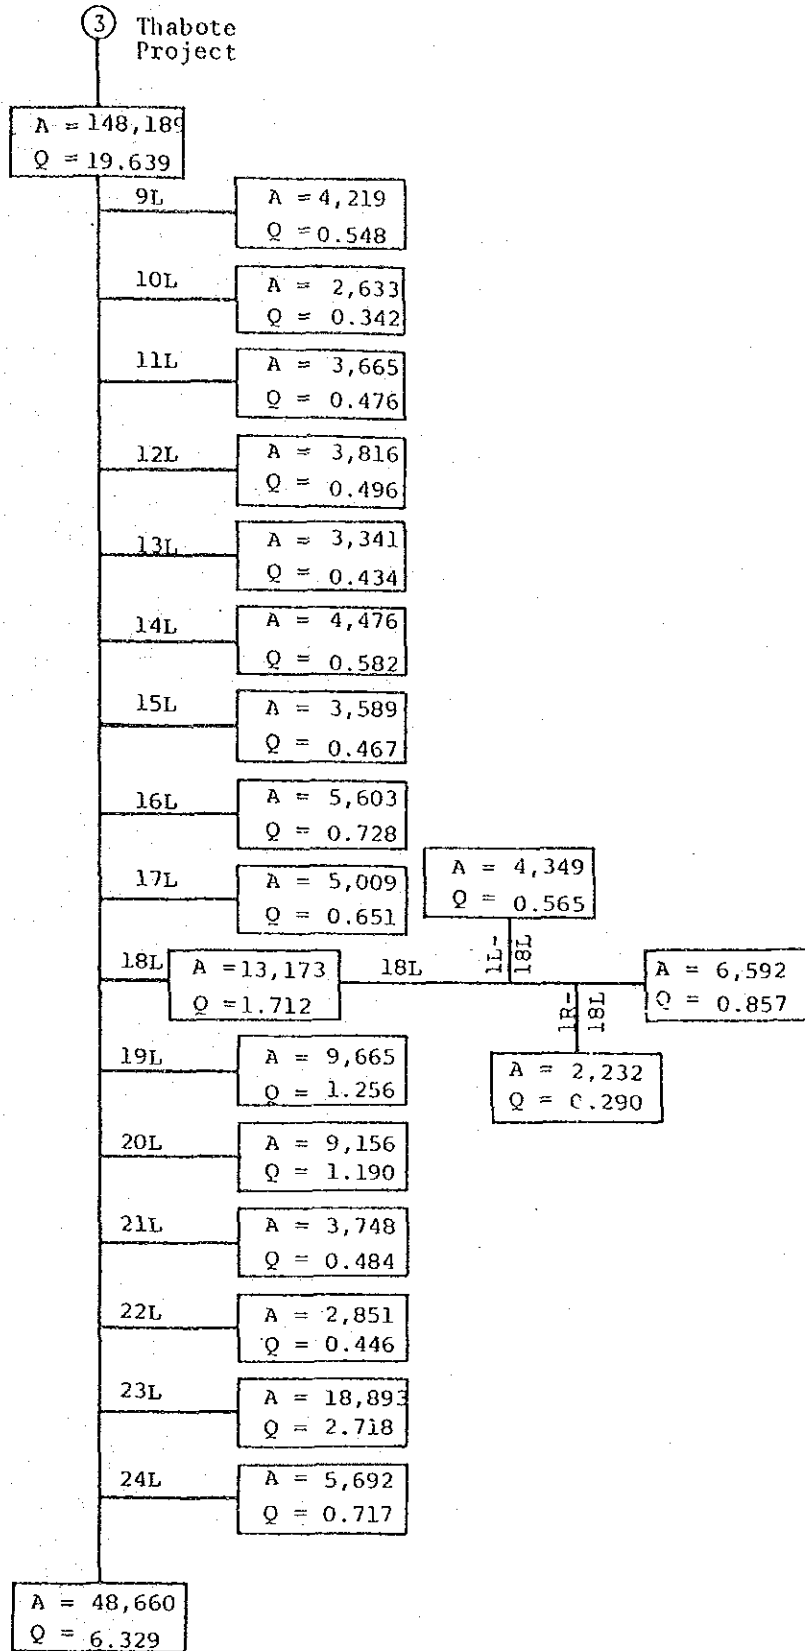 3 Thabote
Project
A = 148,189
Q = 19.639
9L
A = 4,219
Q = 0.548
10L
A = 2,633
Q = 0.342
11L
A = 3,665
Q = 0.476
12L
A = 3,816
Q = 0.496
13L
A = 3,341
Q = 0.434
14L
A = 4,476
Q = 0.582
15L
A = 3,589
Q = 0.467
16L
A = 5,603
Q = 0.728
17L
A = 5,009
Q = 0.651
A = 4,349
Q = 0.565
18L
A = 13,173
Q = 1.712
18L
1L-
18L
1R-
18L
A = 6,592
Q = 0.857
A = 2,232
Q = 0.290
19L
A = 9,665
Q = 1.256
20L
A = 9,156
Q = 1.190
21L
A = 3,748
Q = 0.484
22L
A = 2,851
Q = 0.446
23L
A = 18,893
Q = 2.718
24L
A = 5,692
Q = 0.717
A = 48,660
Q = 6.329